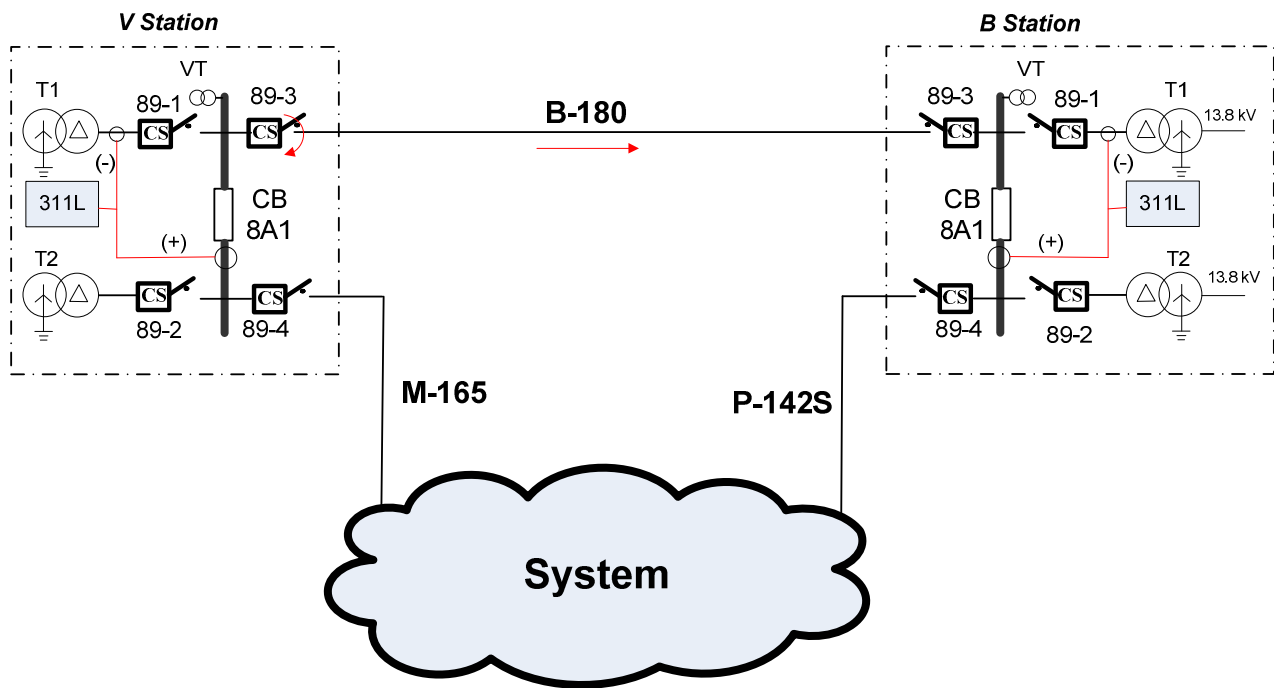 V Station
B Station
T1
89-1
VT
89-3
CS
CS
(-)
311L
(+)
CB
8A1
T2
CS
CS
89-2
89-4
B-180
89-3
VT
89-1
T1
13.8 kV
CS
CS
(-)
311L
CB
8A1
(+)
T2
13.8 kV
CS
CS
89-4
89-2
M-165
P-142S
System